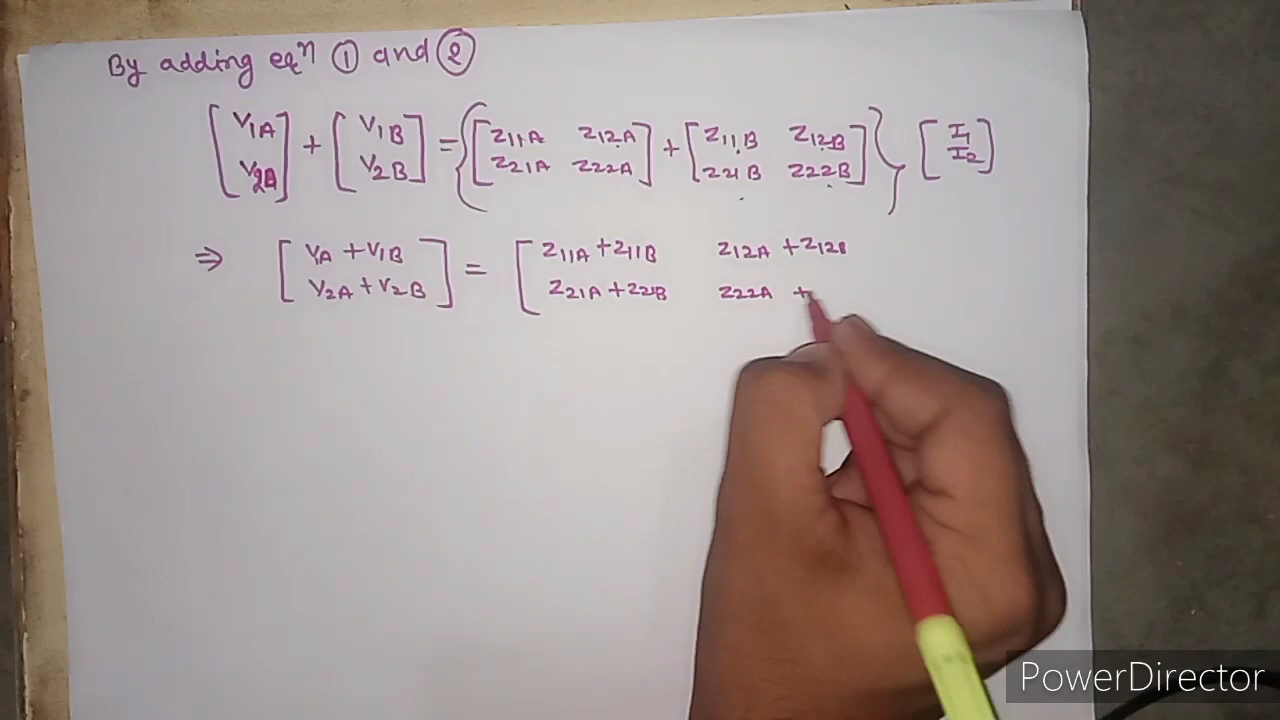 By adding eqⁿ ① and ②
[V1A V2A] + [V1B V2B] = {[Z11A Z12A Z21A Z22A] + [Z11B Z12B Z21B Z22B]} [I1 I2]
⇒ [VA + V1B V2A + V2B] = [Z11A + Z11B Z12A + Z12B Z21A + Z21B Z22A +
PowerDirector